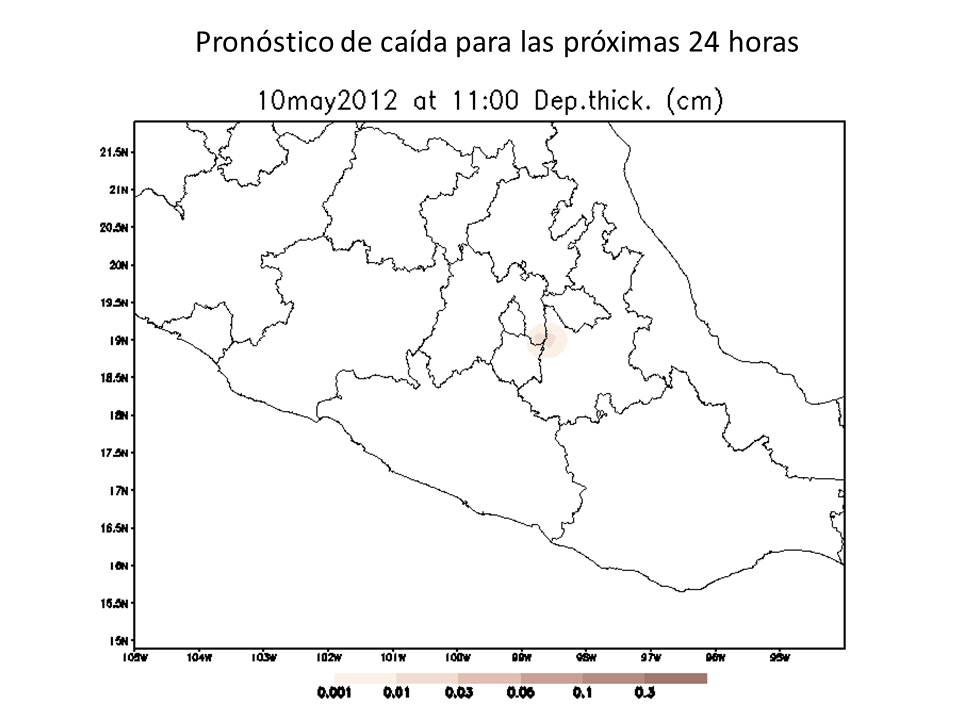 Pronóstico de caída para las próximas 24 horas
10may2012 at 11:00 Dep.thick. (cm)
21.5N
21N
20.5N
20N
19.5N
19N
18.5N
18N
17.5N
17N
16.5N
16N
15.5N
15N
105W 104W 103W 102W 101W 100W 99W 98W 97W 96W 95W
0.001 0.01 0.03 0.06 0.1 0.3